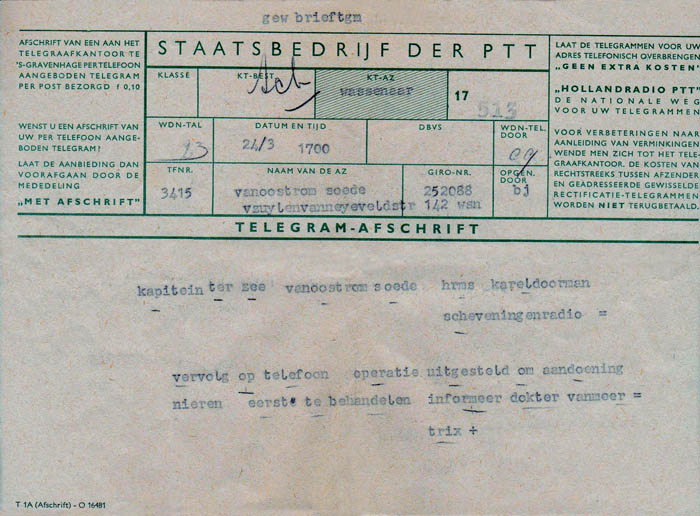 gew brieftgm
AFSCHRIFT VAN EEN AAN HET
TELEGRAAFKANTOOR TE
'S-GRAVENHAGE PER TELEFOON
AANGEBODEN TELEGRAM
PER POST BEZORGD f 0,10
WENST U EEN AFSCHRIFT VAN
UW PER TELEFOON AANGE-
BODEN TELEGRAM?
LAAT DE AANBIEDING DAN
VOORAFGAAN DOOR DE
MEDEDELING
„MET AFSCHRIFT”
STAATSBEDRIJF DER PTT
KLASSE KT-BEST KT-AZ
wassenaar 17 513
WDN-TAL DATUM EN TIJD DBVS WDN-TEL. DOOR
23 24/3 1700
TFNR. NAAM VAN DE AZ GIRO-NR. OPGEN. DOOR
3415 vanoostrom soede 252088 bj
vzuylenvannyeveldstr 142 wsn
LAAT DE TELEGRAMMEN VOOR UW
ADRES TELEFONISCH OVERBRENGEN
„GEEN EXTRA KOSTEN”
„HOLLANDRADIO PTT”
DE NATIONALE WEG
VOOR UW TELEGRAMMEN
VOOR VERBETERINGEN NAAR
AANLEIDING VAN VERMINKINGEN
WENDE MEN ZICH TOT HET TELE-
GRAAFKANTOOR. DE KOSTEN VAN
RECHTSTREEKS TUSSEN AFZENDER
EN GEADRESSEERDE GEWISSELDE
RECTIFICATIE-TELEGRAMMEN
WORDEN NIET TERUGBETAALD.
TELEGRAM-AFSCHRIFT
kapitein ter zee vanoostrom soede hrms kareldoorman
scheveningenradio =
vervolg op telefoon operatie uitgesteld om aandoening
nieren eerst te behandelen informeer dokter vanmeer =
trix +
T 1A (Afschrift) - O 16481